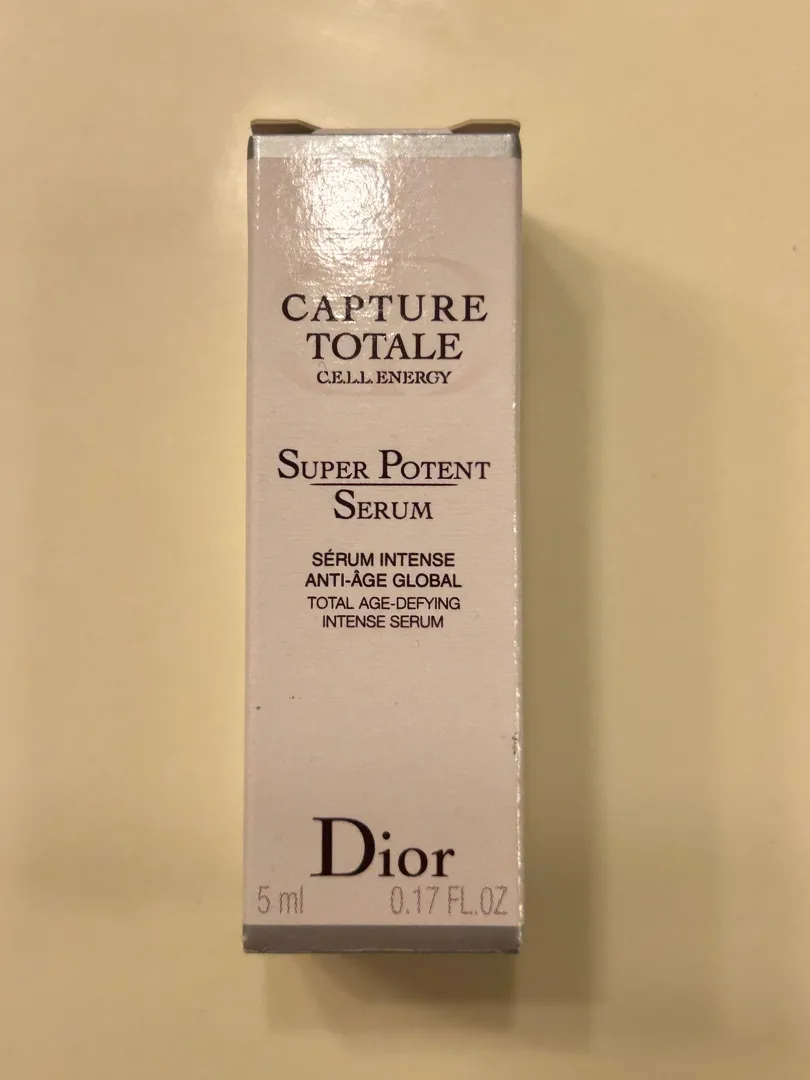 CAPTURE
TOTALE
C.E.L.L. ENERGY
SUPER POTENT
SERUM
SÉRUM INTENSE
ANTI-ÂGE GLOBAL
TOTAL AGE-DEFYING
INTENSE SERUM
Dior
5 ml 0.17 FL.OZ